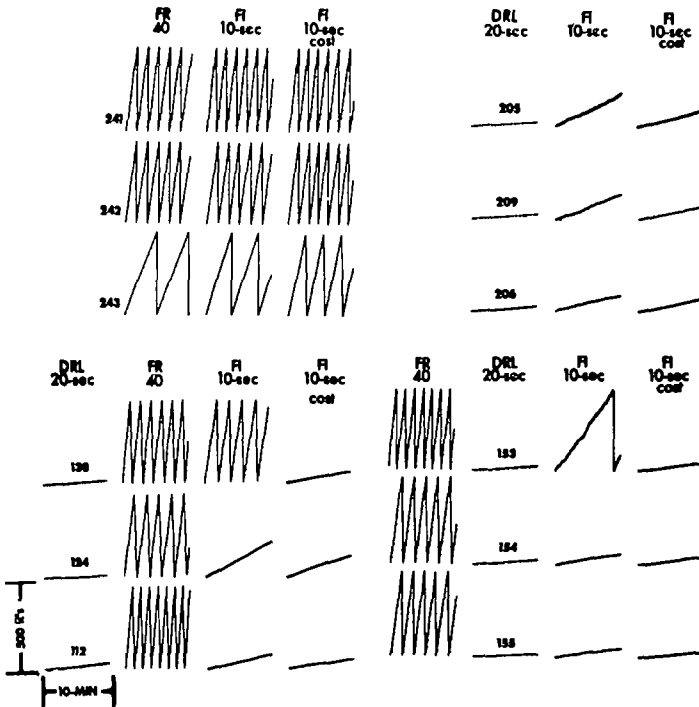 FR
40
FI
10-sec
FI
10-sec
cost
DRL
20-sec
FI
10-sec
FI
10-sec
cost
241
242
243
205
209
206
DRL
20-sec
FR
40
FI
10-sec
FI
10-sec
cost
FR
40
DRL
20-sec
FI
10-sec
FI
10-sec
cost
134
112
153
154
155
500 R's
10-MIN